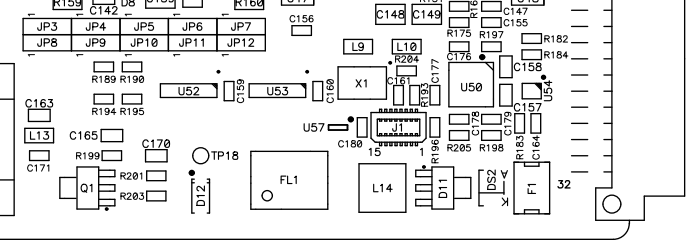 R159
C142
D8
R160
C156
C148
C149
C147
C155
JP3 JP4 JP5 JP6 JP7
JP8 JP9 JP10 JP11 JP12
L9
L10
R175
R197
R182
R184
C176
R204
R189
R190
X1
C161
C177
U50
C158
U54
U52
C159
U53
C160
R193
C163
R194
R195
C157
L13
C165
U57
C180
J1
C178
C179
R183
C164
C171
R199
C170
TP18
15
1
R196
R205
R198
Q1
R201
R203
D12
FL1
L14
D11
DS2
A
K
F1
32